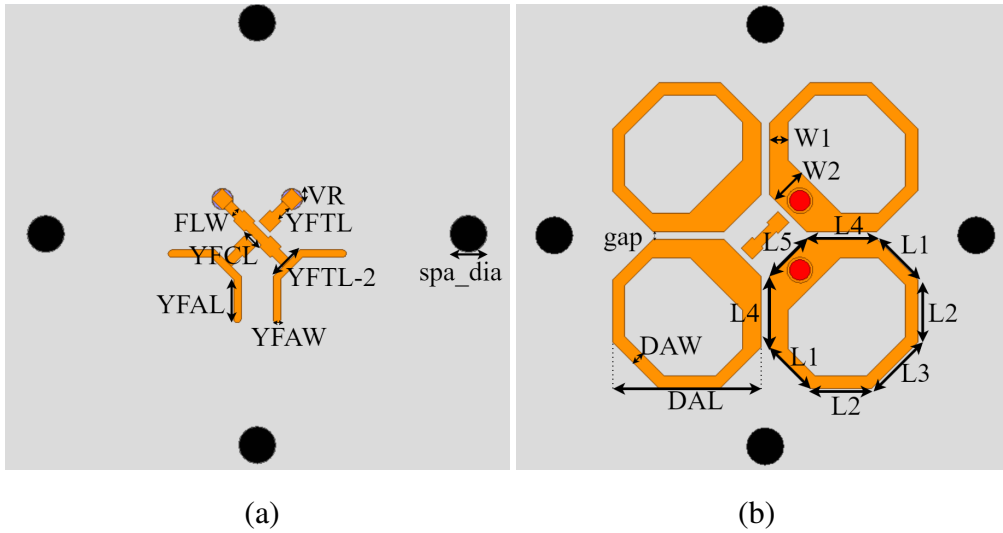 VR
FLW
YFTL
YFCL
YFTL-2
spa_dia
YFAL
YFAW
W1
W2
gap
L5
L4
L1
L4
L2
DAW
L1
L3
DAL
L2
(a)
(b)